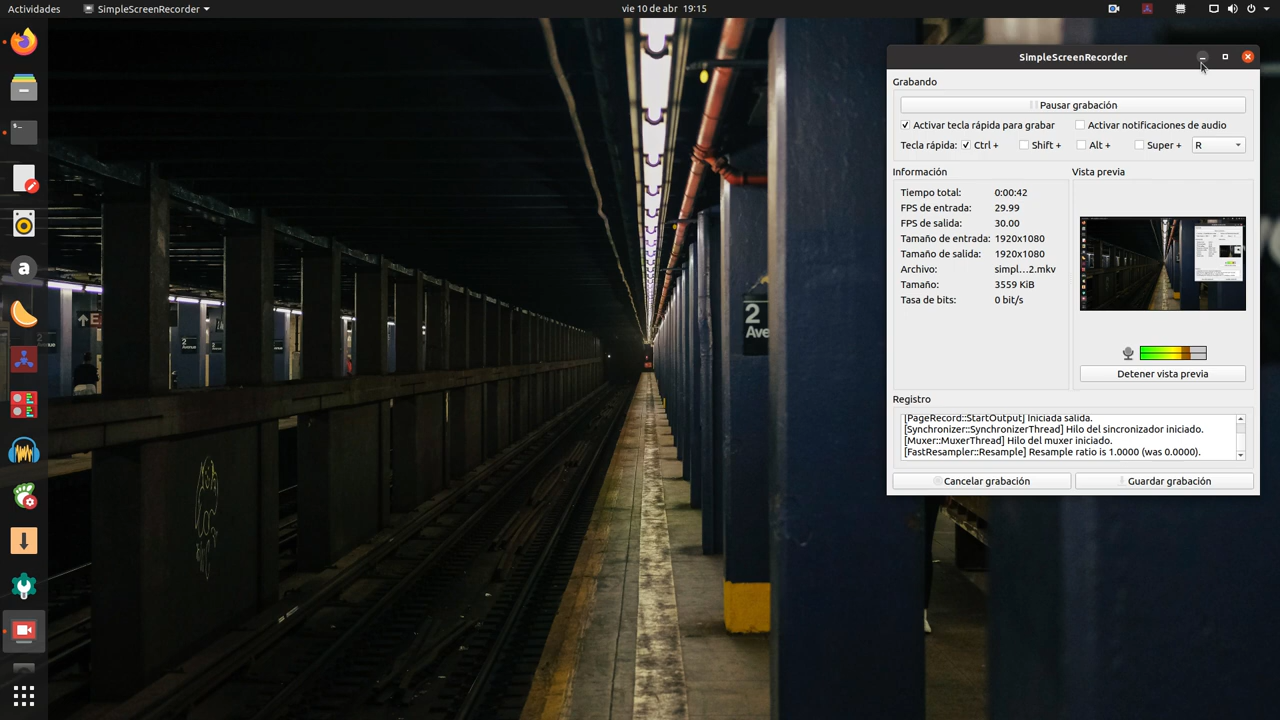 Actividades
SimpleScreenRecorder
vie 10 de abr 19:15
SimpleScreenRecorder
Grabando
Pausar grabación
Activar tecla rápida para grabar
Activar notificaciones de audio
Tecla rápida: Ctrl + Shift + Alt + Super + R
Información
Tiempo total: 0:00:42
FPS de entrada: 29.99
FPS de salida: 30.00
Tamaño de entrada: 1920x1080
Tamaño de salida: 1920x1080
Archivo: simpl...2.mkv
Tamaño: 3559 KiB
Tasa de bits: 0 bit/s
Vista previa
Detener vista previa
Registro
[PageRecord::StartOutput] Iniciada salida.
[Synchronizer::SynchronizerThread] Hilo del sincronizador iniciado.
[Muxer::MuxerThread] Hilo del muxer iniciado.
[FastResampler::Resample] Resample ratio is 1.0000 (was 0.0000).
Cancelar grabación
Guardar grabación
a
E
2
Avenue
2
2
Ave